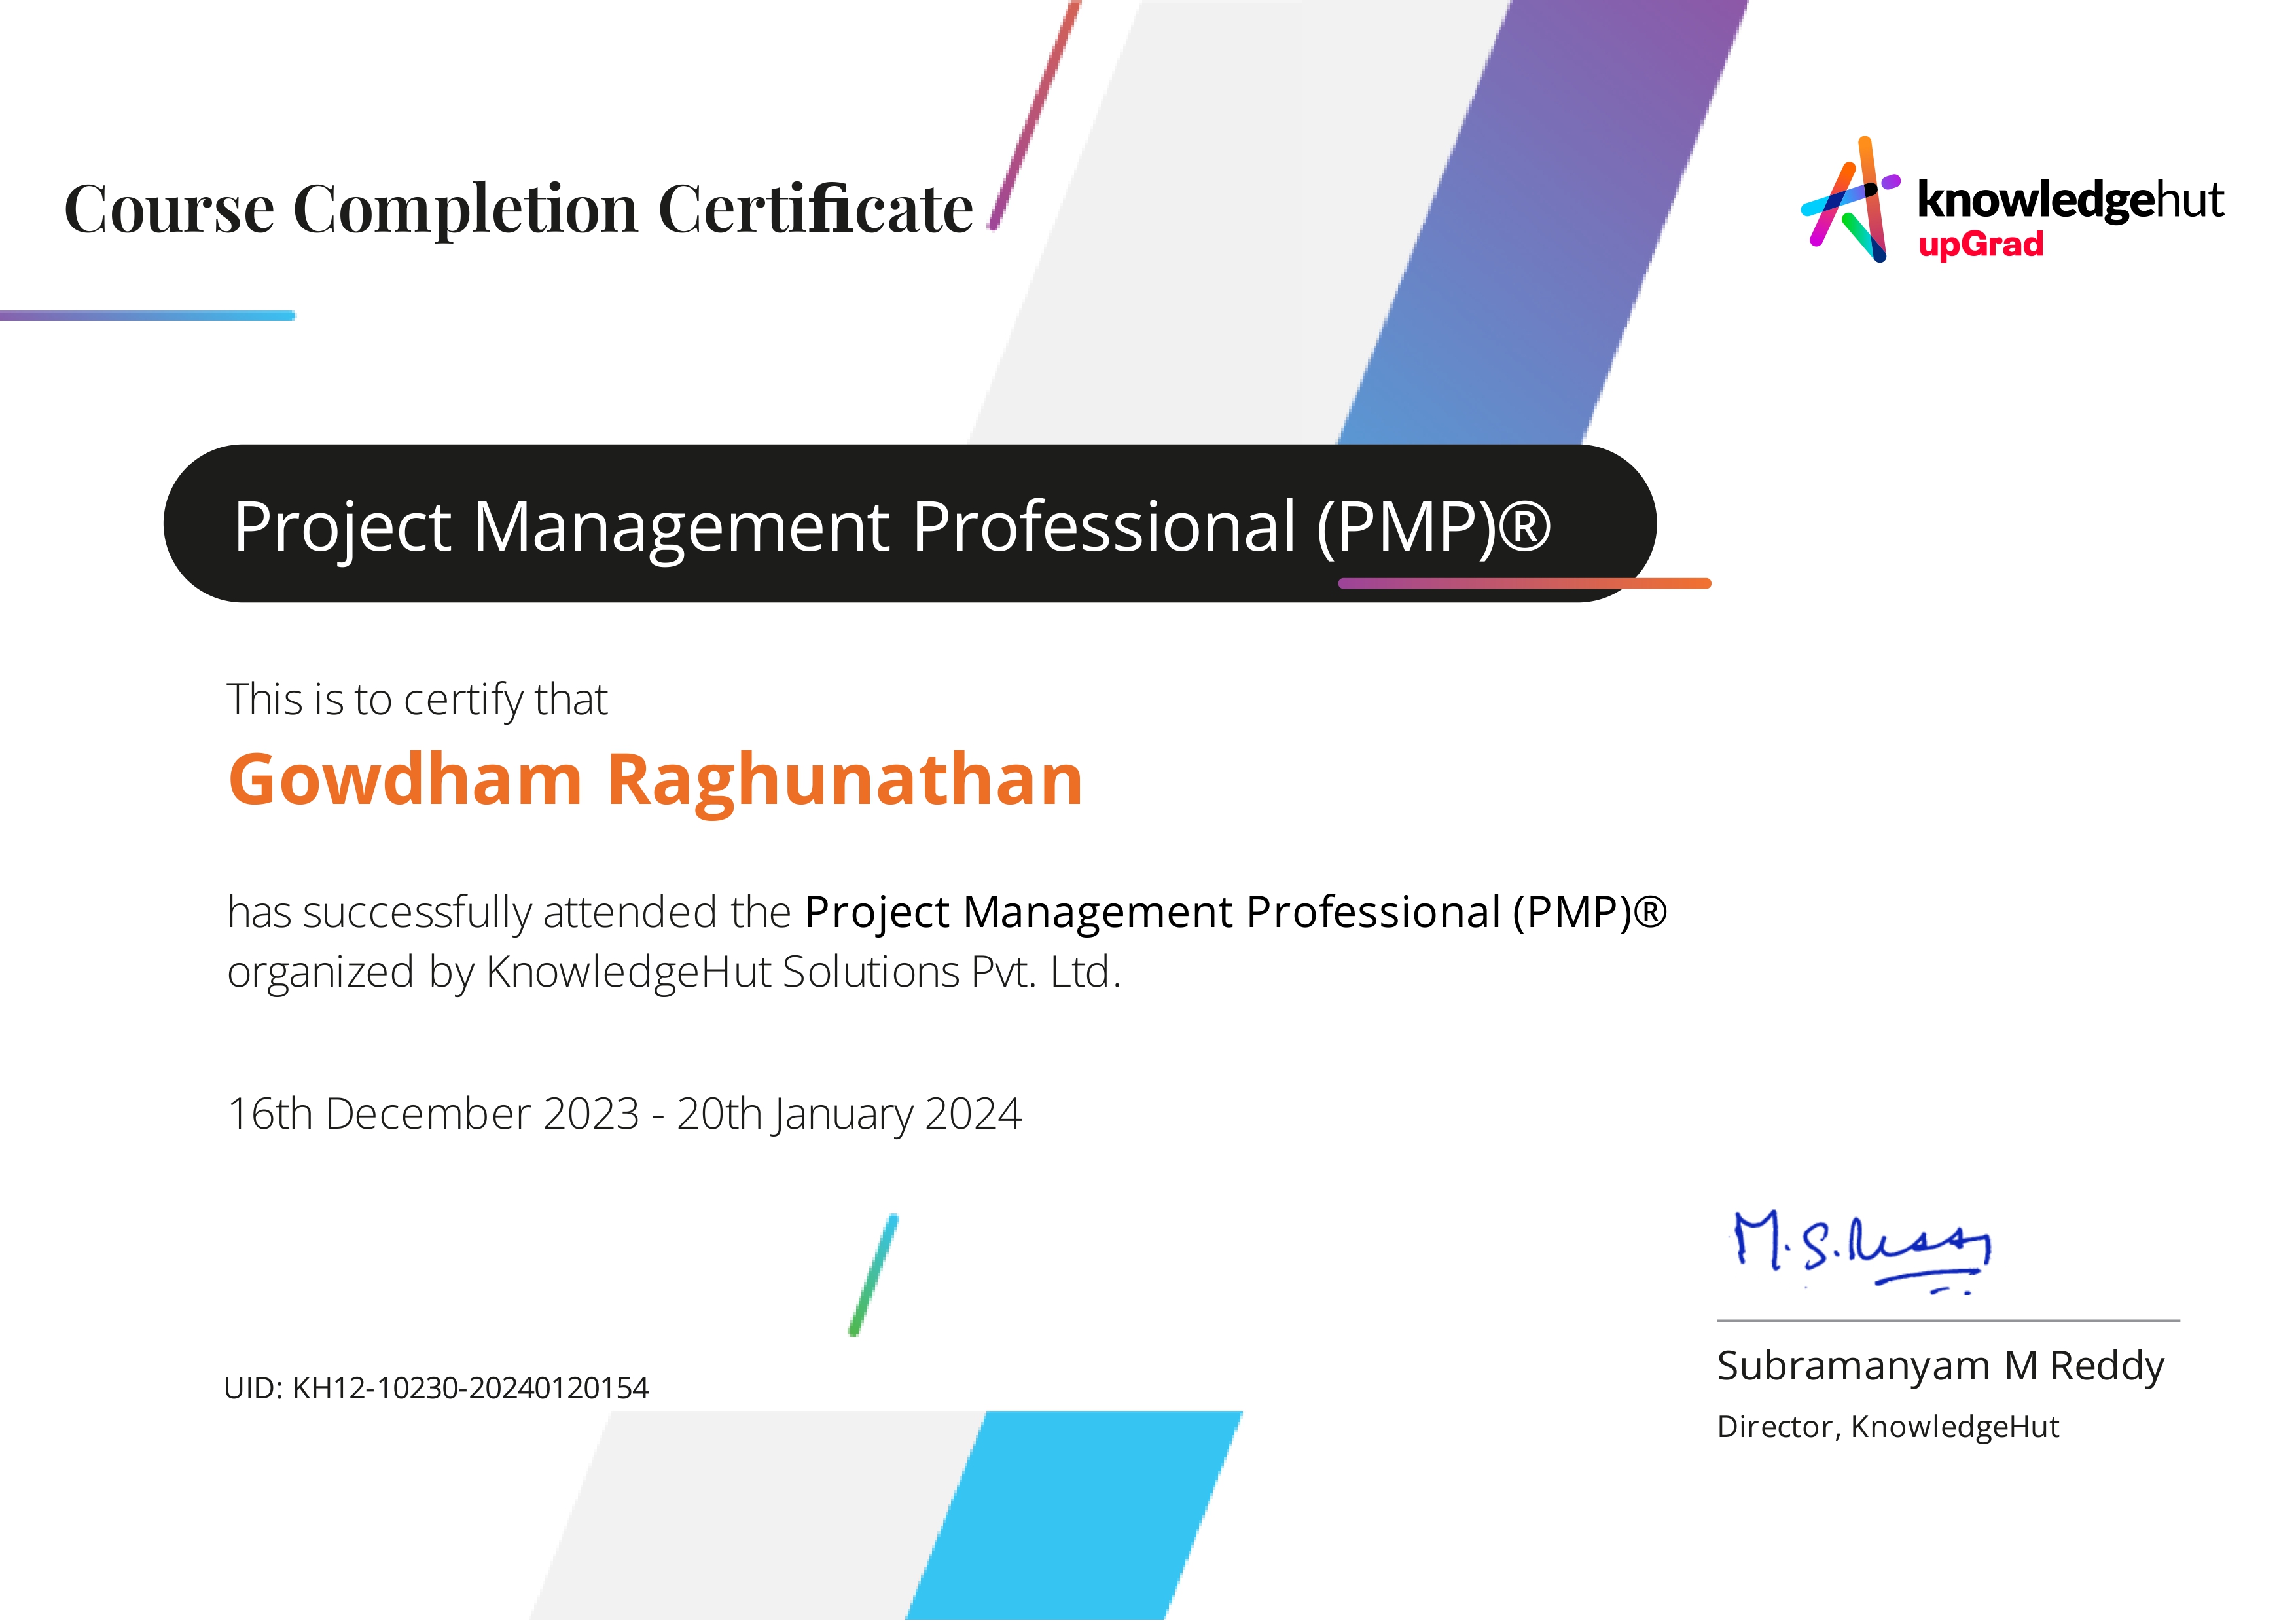 Course Completion Certificate
knowledgehut
upGrad
Project Management Professional (PMP)®
This is to certify that
Gowdham Raghunathan
has successfully attended the Project Management Professional (PMP)®
organized by KnowledgeHut Solutions Pvt. Ltd.
16th December 2023 - 20th January 2024
M.S.Reddy
UID: KH12-10230-20240120154
Subramanyam M Reddy
Director, KnowledgeHut